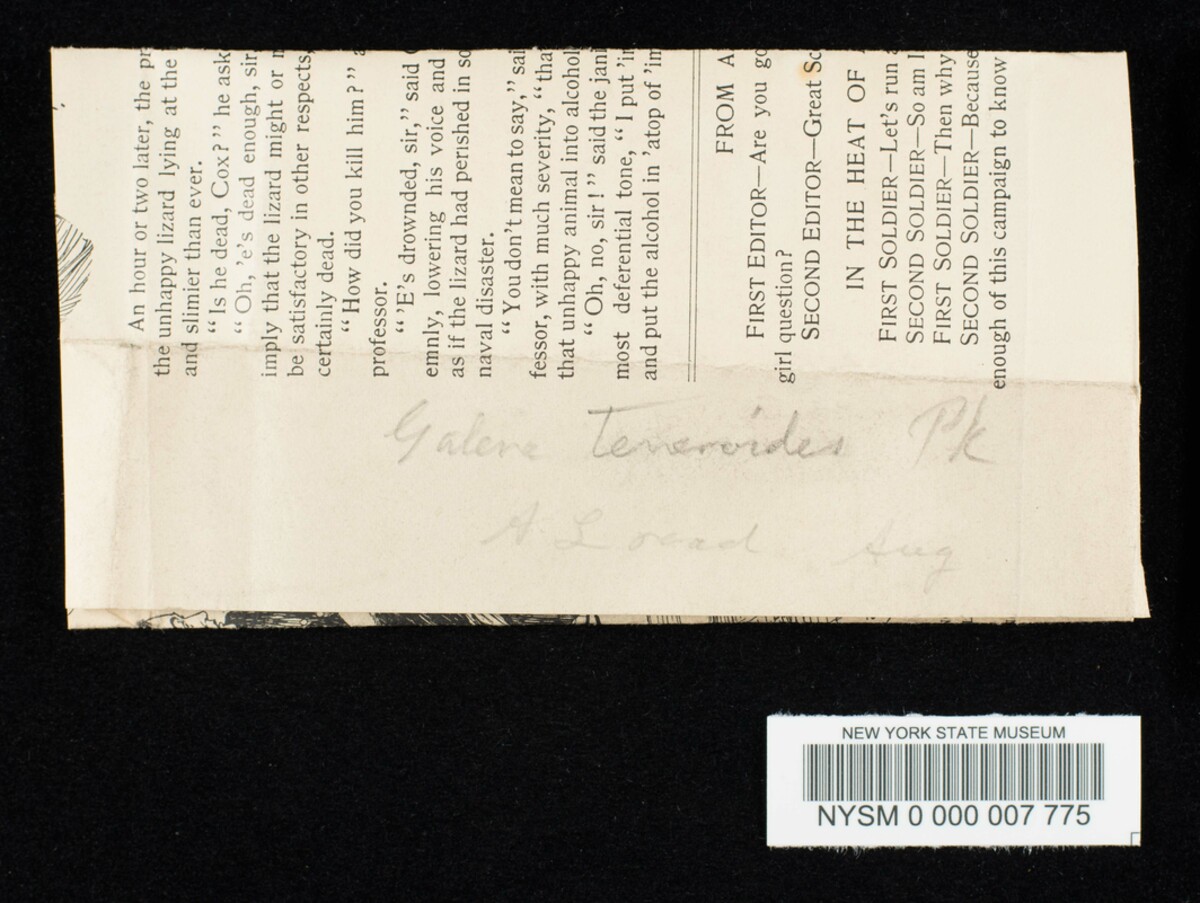 An hour or two later, the pr
the unhappy lizard lying at the
and slimier than ever.
“Is he dead, Cox?” he ask
“Oh, 'e's dead enough, sir,
imply that the lizard might or
be satisfactory in other respects,
certainly dead.
“How did you kill him?” a
professor.
“'E's drownded, sir,” said
emnly, lowering his voice and
as if the lizard had perished in so
naval disaster.
“You don't mean to say,” sai
fessor, with much severity, “tha
that unhappy animal into alcohol
“Oh, no, sir!” said the jani
most deferential tone, “I put 'in
and put the alcohol in 'atop of 'im
FROM A
FIRST EDITOR—Are you go
girl question?
SECOND EDITOR—Great Sc
IN THE HEAT OF
FIRST SOLDIER—Let's run
SECOND SOLDIER—So am I
FIRST SOLDIER—Then why
SECOND SOLDIER—Because
enough of this campaign to know
Galera teneroides Pk
Aug
NEW YORK STATE MUSEUM
NYSM 0 000 007 775